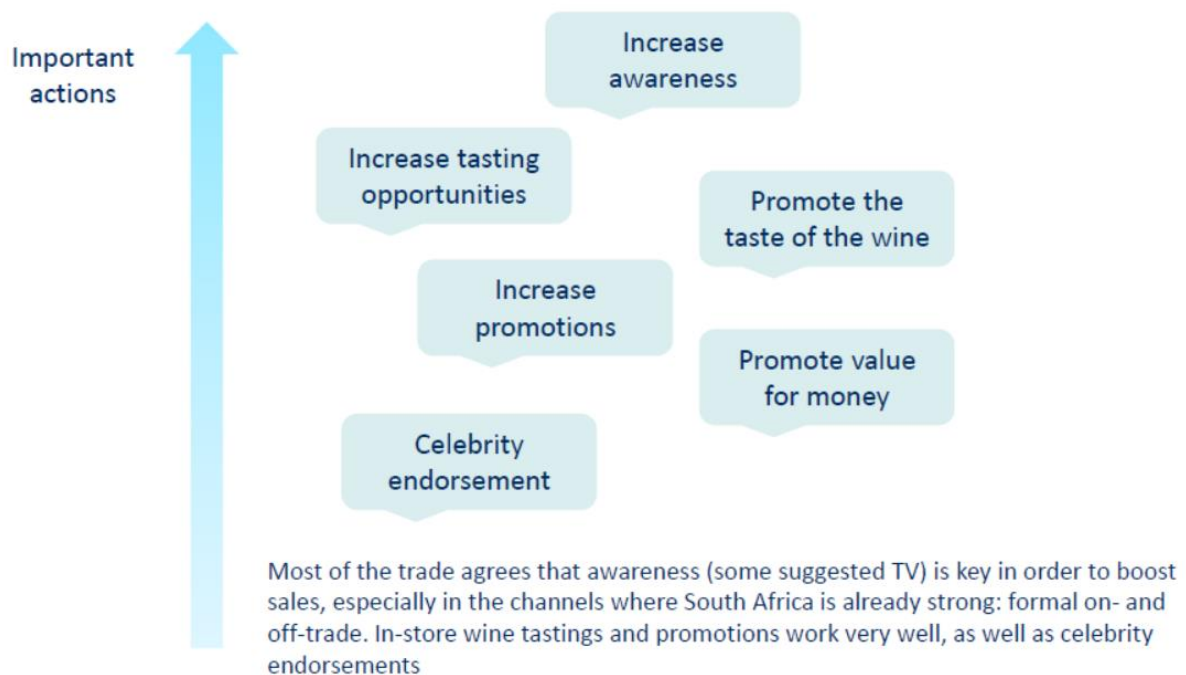 Important
actions
Increase
awareness
Increase tasting
opportunities
Promote the
taste of the wine
Increase
promotions
Promote value
for money
Celebrity
endorsement
Most of the trade agrees that awareness (some suggested TV) is key in order to boost
sales, especially in the channels where South Africa is already strong: formal on- and
off-trade. In-store wine tastings and promotions work very well, as well as celebrity
endorsements